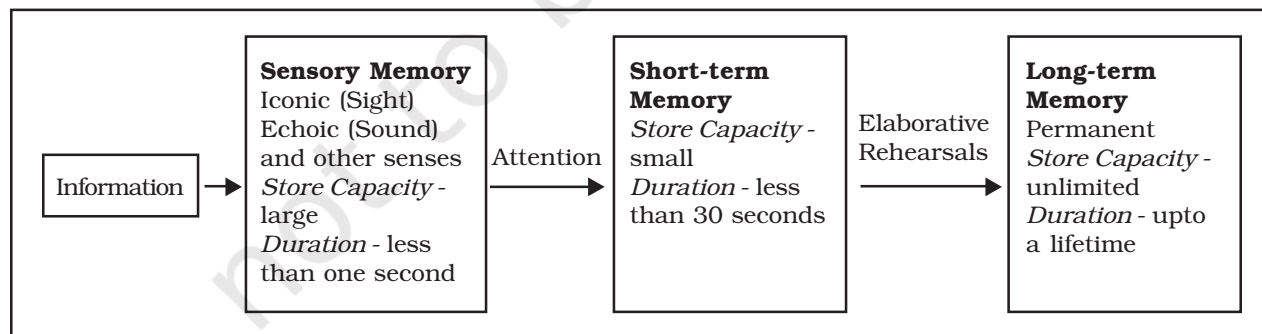 Information
Sensory Memory
Iconic (Sight)
Echoic (Sound)
and other senses
Store Capacity -
large
Duration - less
than one second
Attention
Short-term
Memory
Store Capacity -
small
Duration - less
than 30 seconds
Elaborative
Rehearsals
Long-term
Memory
Permanent
Store Capacity -
unlimited
Duration - upto
a lifetime
not to b